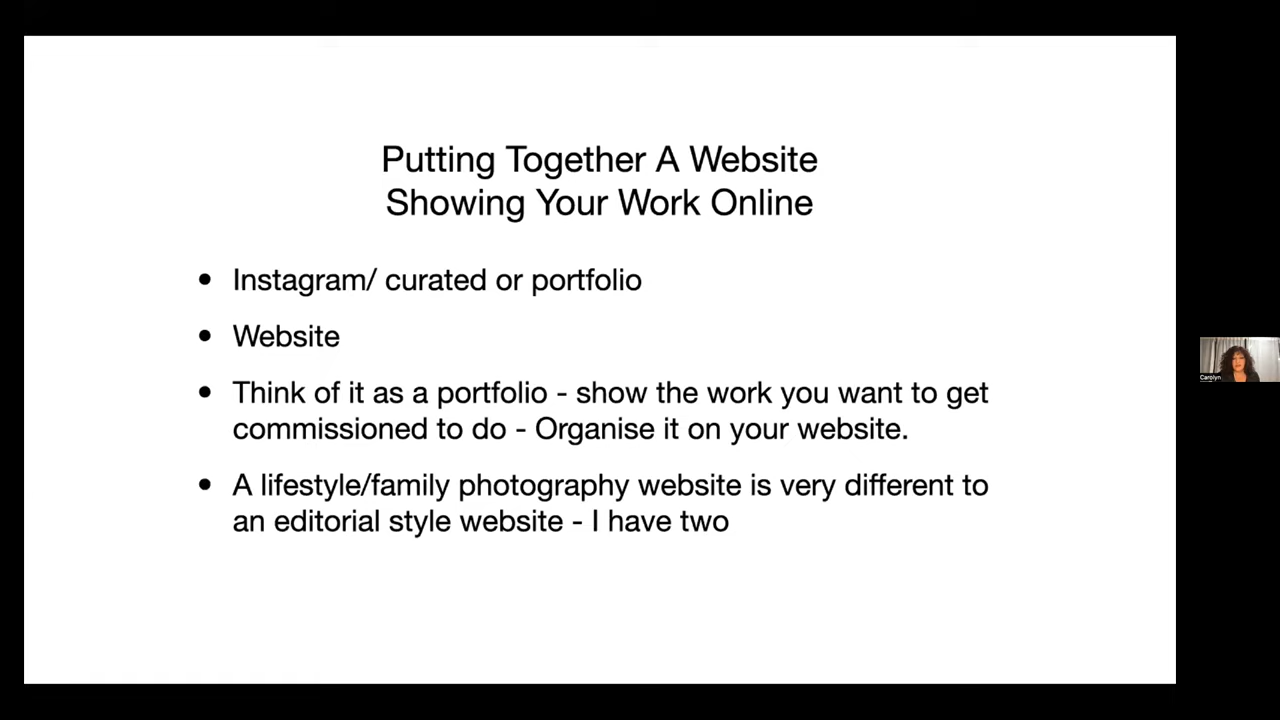 Putting Together A Website
Showing Your Work Online
• Instagram/ curated or portfolio
• Website
• Think of it as a portfolio - show the work you want to get
commissioned to do - Organise it on your website.
• A lifestyle/family photography website is very different to
an editorial style website - I have two
Carolyn